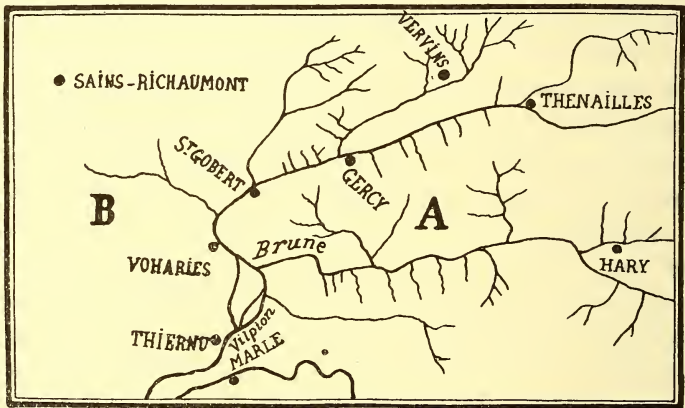 VERVINS
SAINS-RICHAUMONT
THENAILLES
ST GOBERT
GERCY
B
A
Brune
VOHARIES
HARY
THIERNU
Vilpion
MARLE